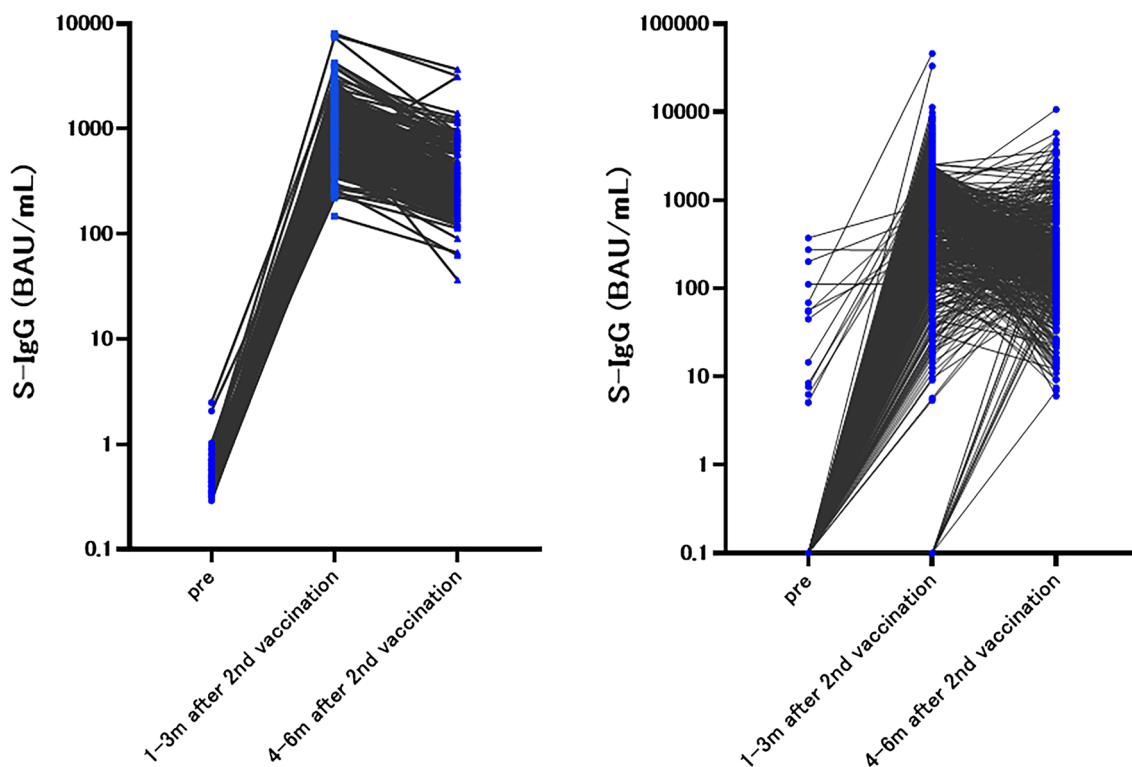 10000
1000
100
10
1
0.1
S-IgG (BAU/mL)
pre
1-3m after 2nd vaccination
4-6m after 2nd vaccination
100000
10000
1000
100
10
1
0.1
S-IgG (BAU/mL)
pre
1-3m after 2nd vaccination
4-6m after 2nd vaccination